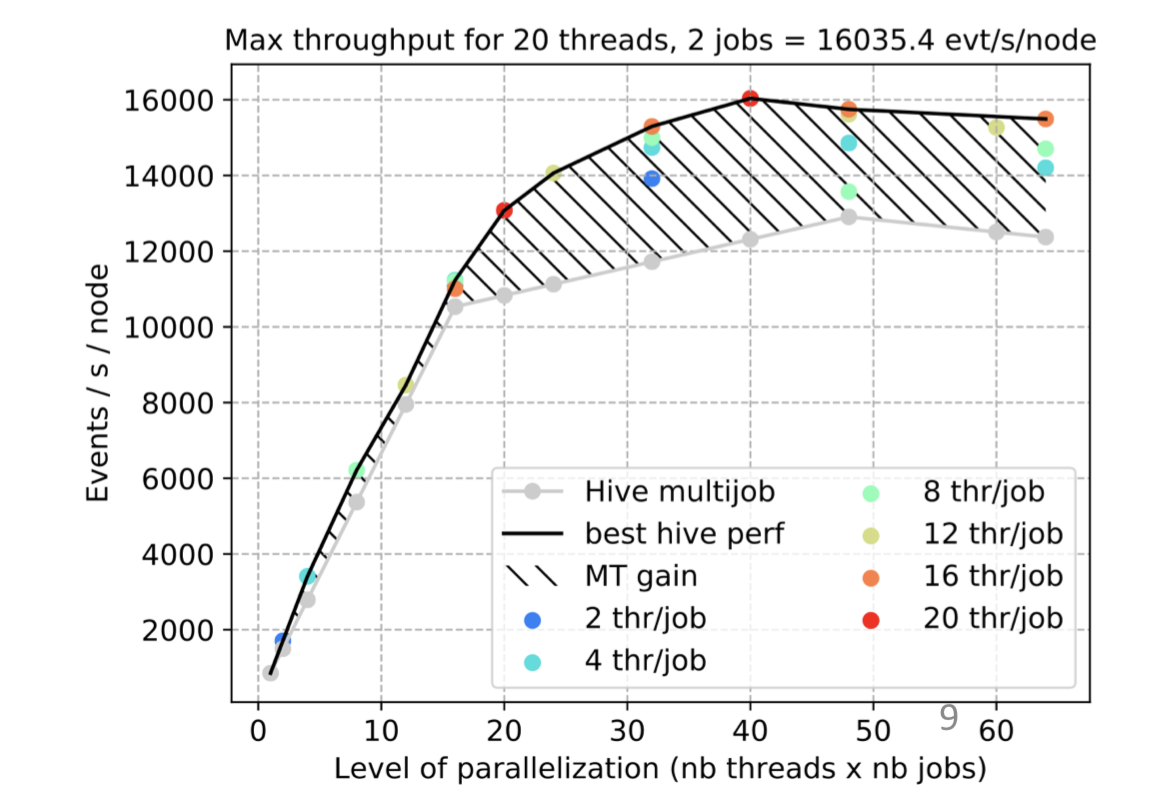 Max throughput for 20 threads, 2 jobs = 16035.4 evt/s/node
Events / s / node
16000
14000
12000
10000
8000
6000
4000
2000
Hive multijob
best hive perf
MT gain
2 thr/job
4 thr/job
8 thr/job
12 thr/job
16 thr/job
20 thr/job
0 10 20 30 40 50 60
9
Level of parallelization (nb threads x nb jobs)